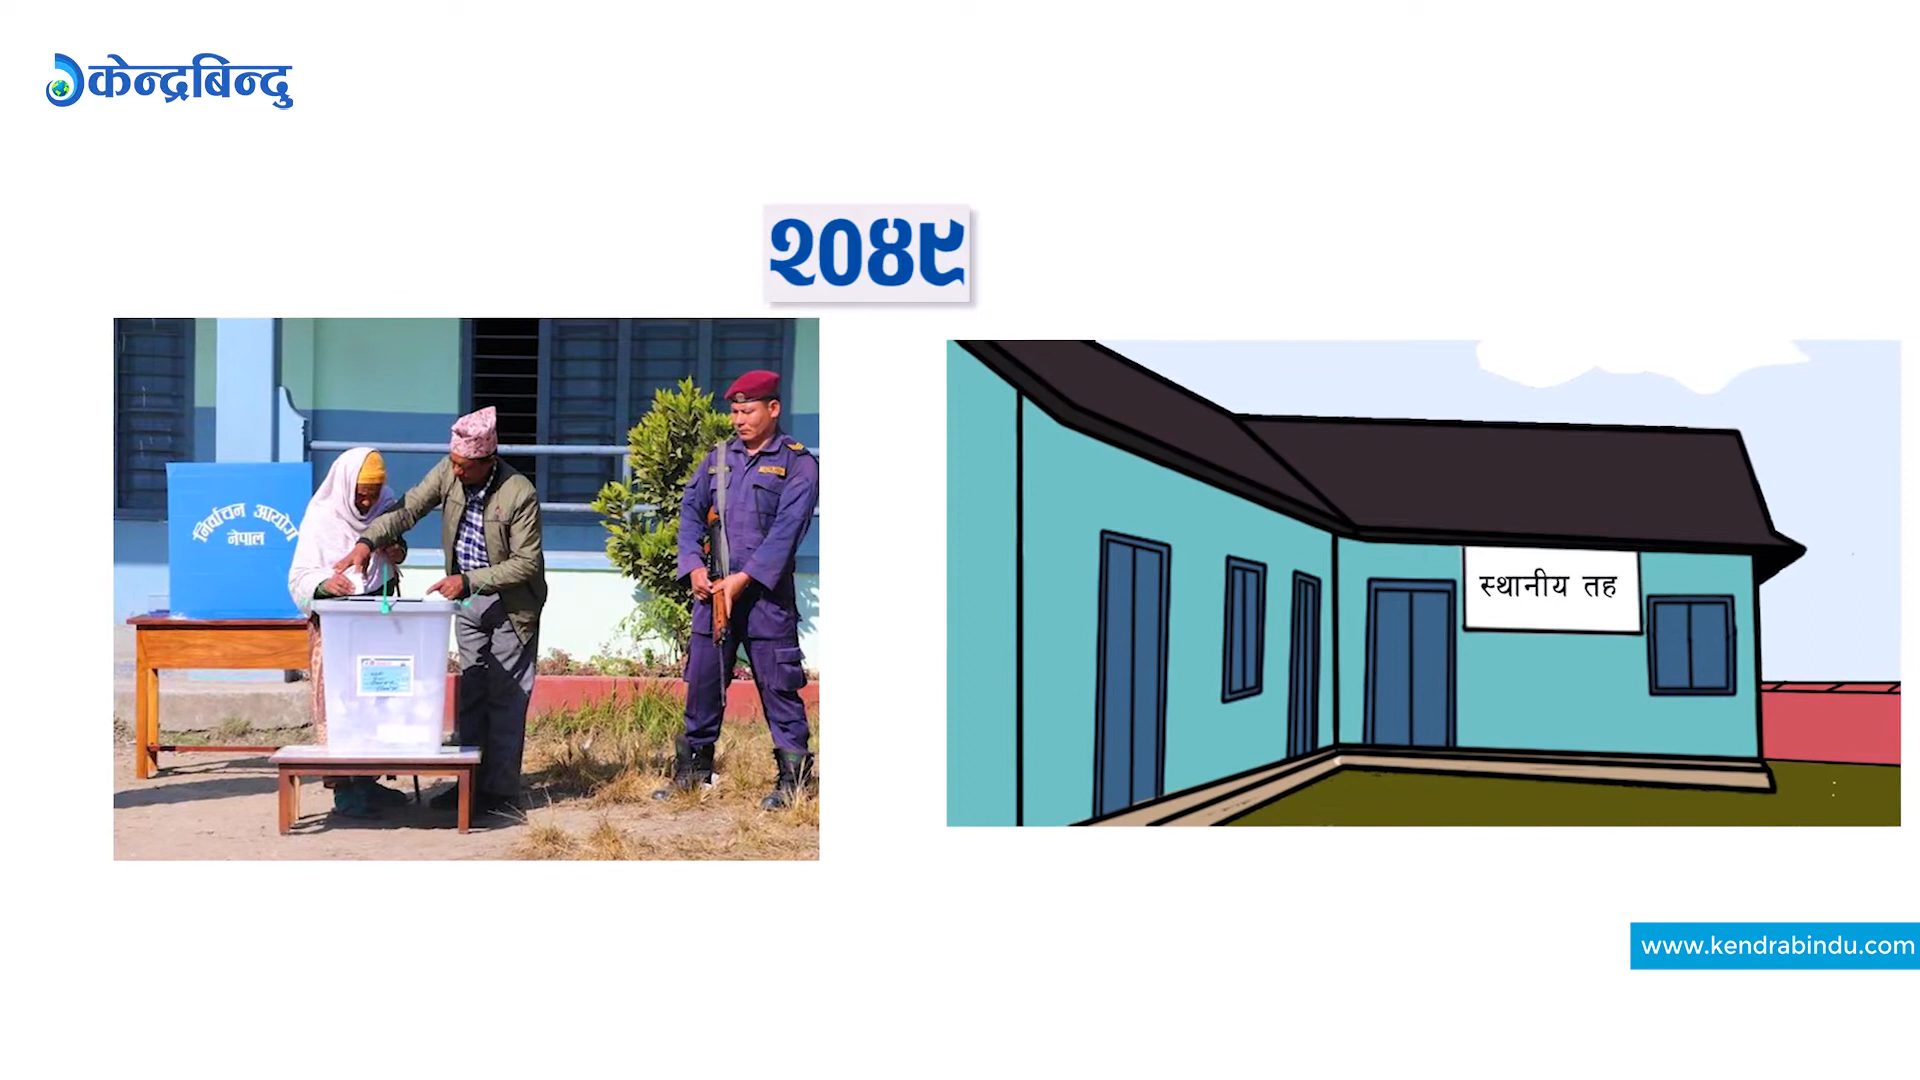 केन्द्रबिन्दु
२०४९
निर्वाचन आयोग
नेपाल
स्थानीय तह
www.kendrabindu.com